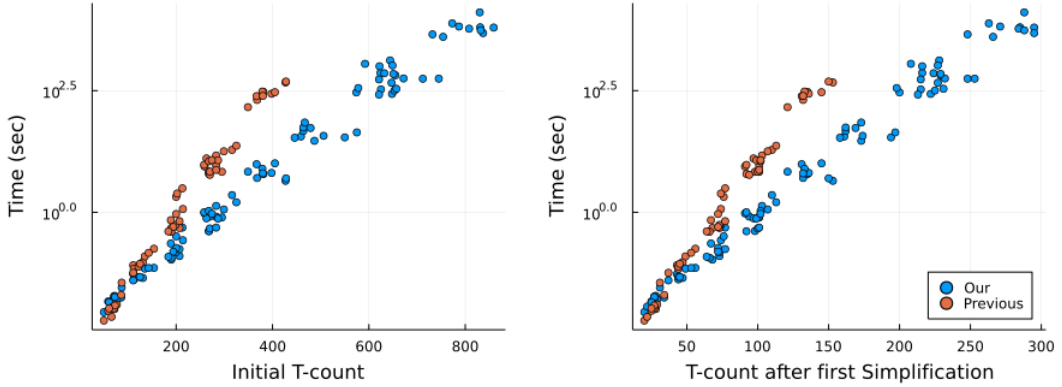 Time (sec)
10^2.5
10^0.0
200
400
600
800
Initial T-count
Time (sec)
10^2.5
10^0.0
50
100
150
200
250
300
T-count after first Simplification
Our
Previous